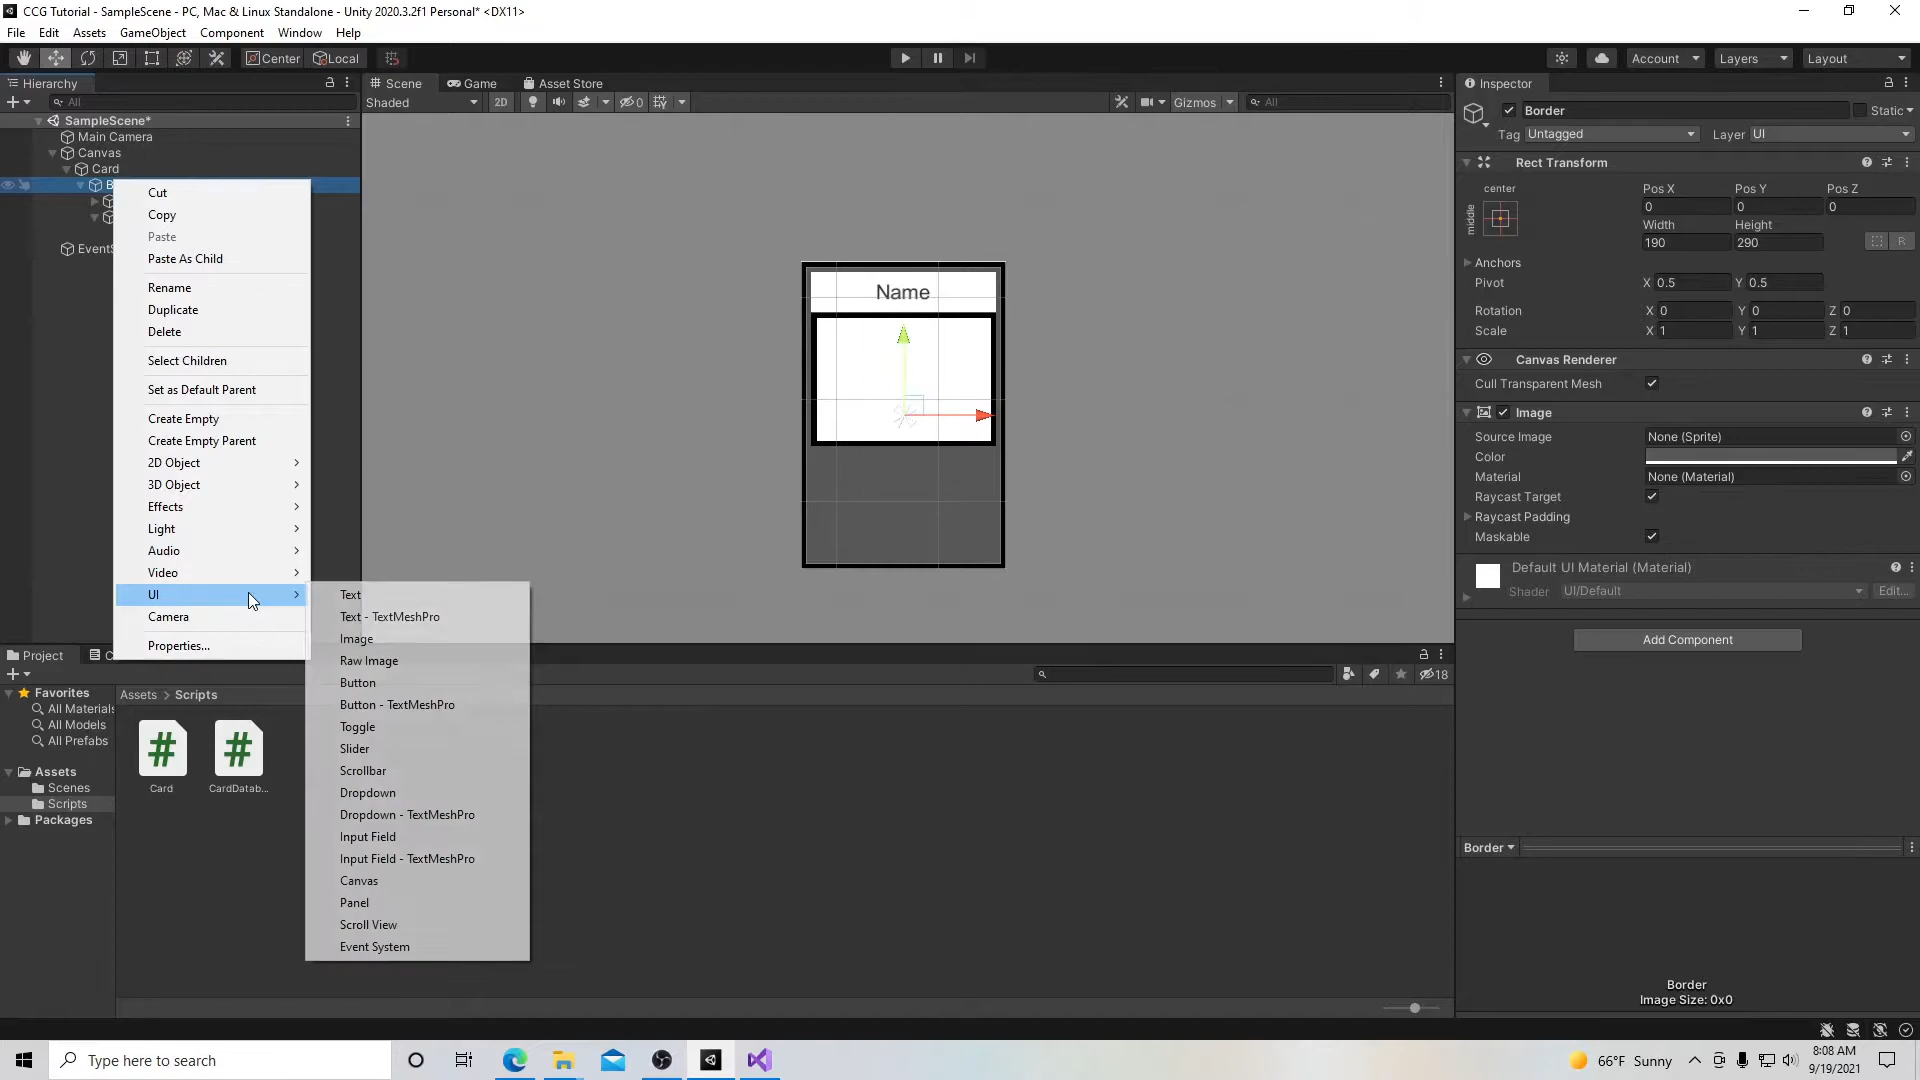 CCG Tutorial - SampleScene - PC, Mac & Linux Standalone - Unity 2020.3.2f1 Personal* <DX11>
File Edit Assets GameObject Component Window Help
Center Local Account Layers Layout
Hierarchy
All
SampleScene*
Main Camera
Canvas
Card
B
EventS
Cut
Copy
Paste
Paste As Child
Rename
Duplicate
Delete
Select Children
Set as Default Parent
Create Empty
Create Empty Parent
2D Object
3D Object
Effects
Light
Audio
Video
UI
Camera
Properties...
Text
Text - TextMeshPro
Image
Raw Image
Button
Button - TextMeshPro
Toggle
Slider
Scrollbar
Dropdown
Dropdown - TextMeshPro
Input Field
Input Field - TextMeshPro
Canvas
Panel
Scroll View
Event System
Scene Game Asset Store
Shaded 2D 0 Gizmos All
Name
Inspector
Border Static
Tag Untagged Layer UI
Rect Transform
center
middle
Pos X Pos Y Pos Z
0 0 0
Width Height
190 290
R
Anchors
Pivot X 0.5 Y 0.5
Rotation X 0 Y 0 Z 0
Scale X 1 Y 1 Z 1
Canvas Renderer
Cull Transparent Mesh
Image
Source Image None (Sprite)
Color
Material None (Material)
Raycast Target
Raycast Padding
Maskable
Default UI Material (Material)
Shader UI/Default Edit...
Add Component
Border
Border
Image Size: 0x0
Project C
18
Favorites
All Materials
All Models
All Prefabs
Assets
Scenes
Scripts
Packages
Assets > Scripts
#
#
Card CardDatab...
Type here to search
66°F Sunny
8:08 AM
9/19/2021